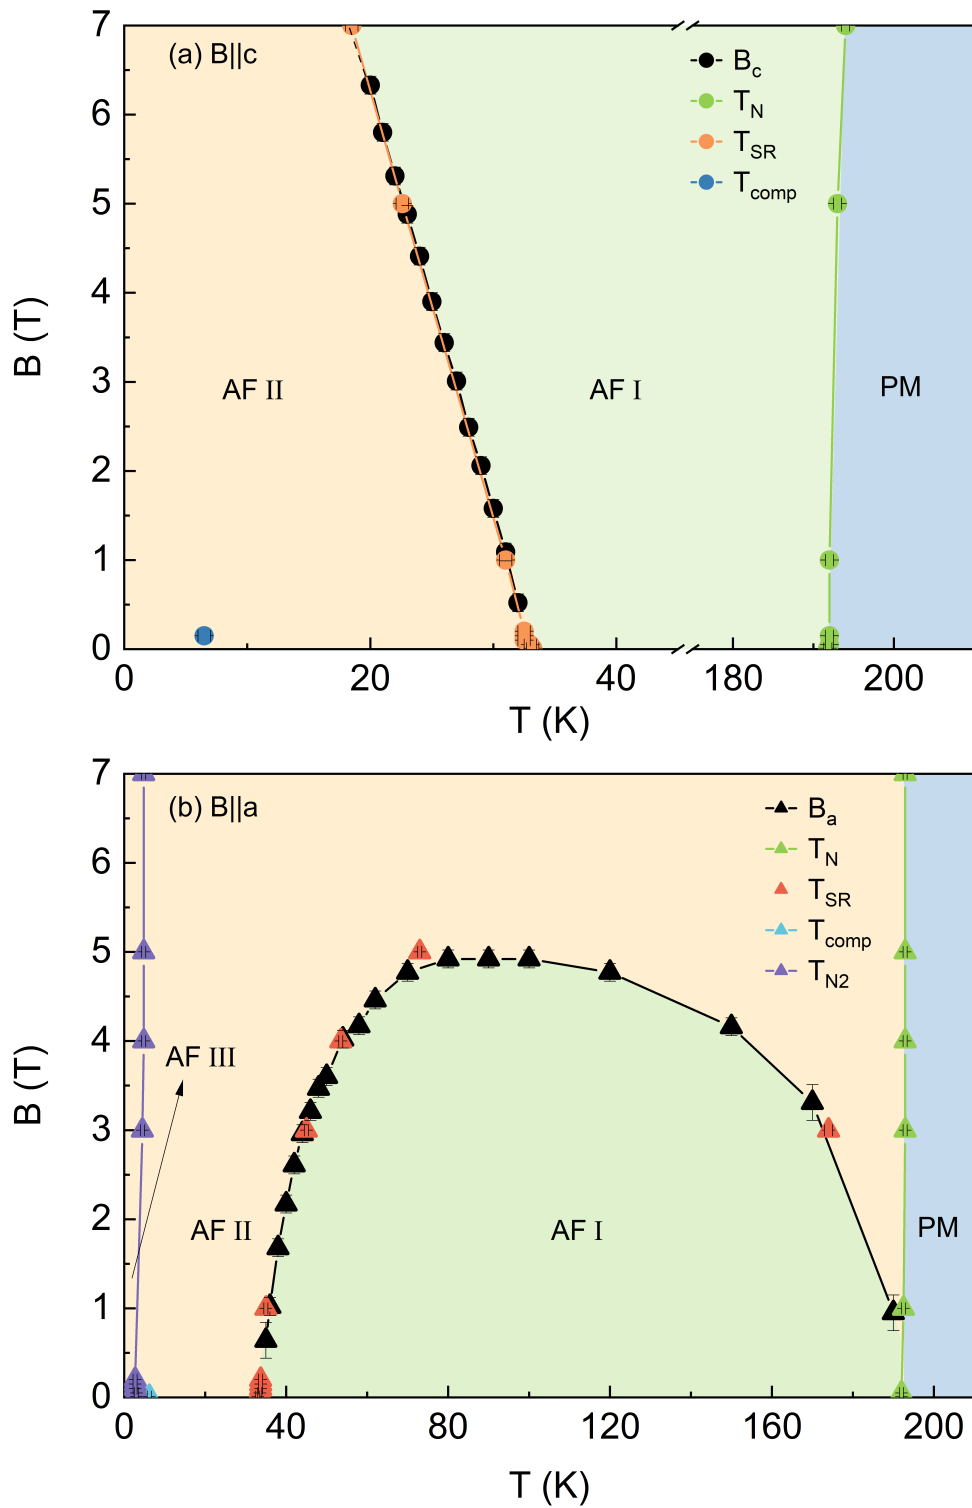 (a) B||c
B_c
T_N
T_SR
T_comp
7
6
5
4
3
2
1
0
B (T)
AF II
AF I
PM
0 20 40 180 200
T (K)
(b) B||a
B_a
T_N
T_SR
T_comp
T_N2
7
6
5
4
3
2
1
0
B (T)
AF III
AF II
AF I
PM
0 40 80 120 160 200
T (K)